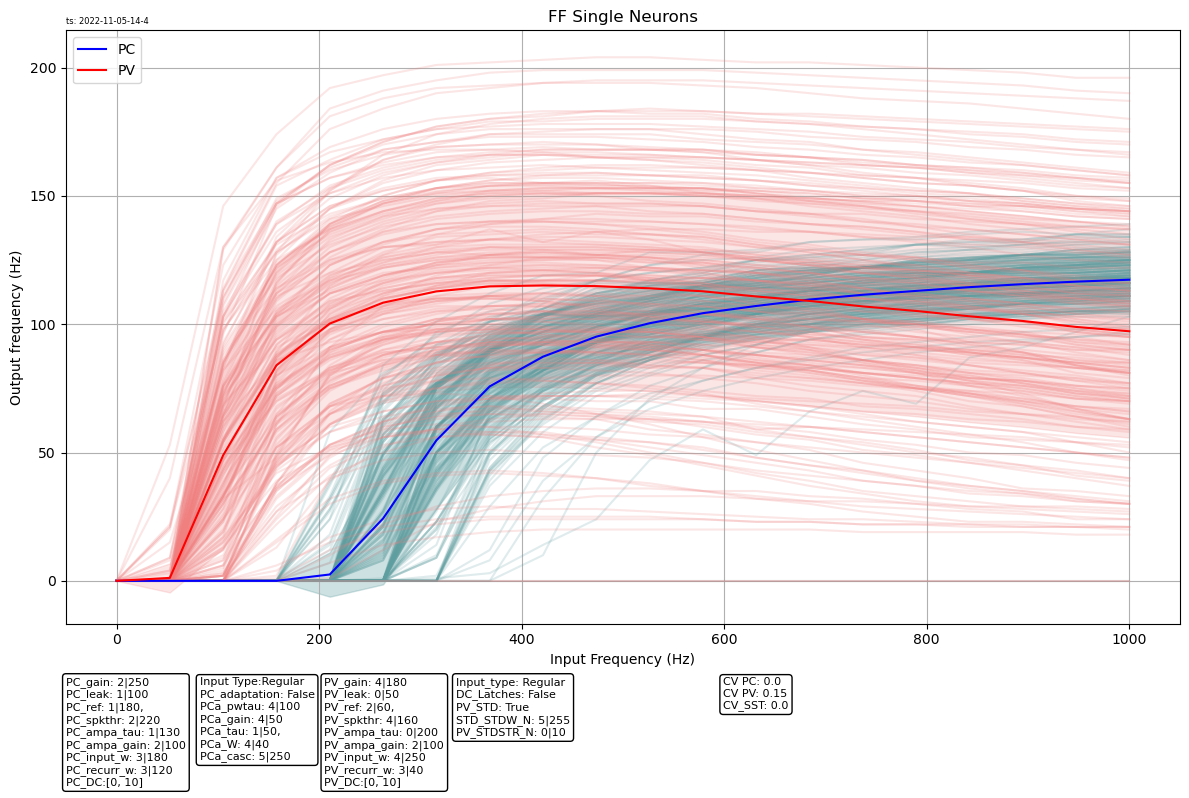 ts: 2022-11-05-14-4
FF Single Neurons
PC
PV
Output frequency (Hz)
200
150
100
50
0
0
200
400
600
800
1000
Input Frequency (Hz)
PC_gain: 2|250
PC_leak: 1|100
PC_ref: 1|180,
PC_spkthr: 2|220
PC_ampa_tau: 1|130
PC_ampa_gain: 2|100
PC_input_w: 3|180
PC_recurr_w: 3|120
PC_DC:[0, 10]
Input Type:Regular
PC_adaptation: False
PCa_pwtau: 4|100
PCa_gain: 4|50
PCa_tau: 1|50,
PCa_W: 4|40
PCa_casc: 5|250
PV_gain: 4|180
PV_leak: 0|50
PV_ref: 2|60,
PV_spkthr: 4|160
PV_ampa_tau: 0|200
PV_ampa_gain: 2|100
PV_input_w: 4|250
PV_recurr_w: 3|40
PV_DC:[0, 10]
Input_type: Regular
DC_Latches: False
PV_STD: True
STD_STDW_N: 5|255
PV_STDSTR_N: 0|10
CV PC: 0.0
CV PV: 0.15
CV_SST: 0.0